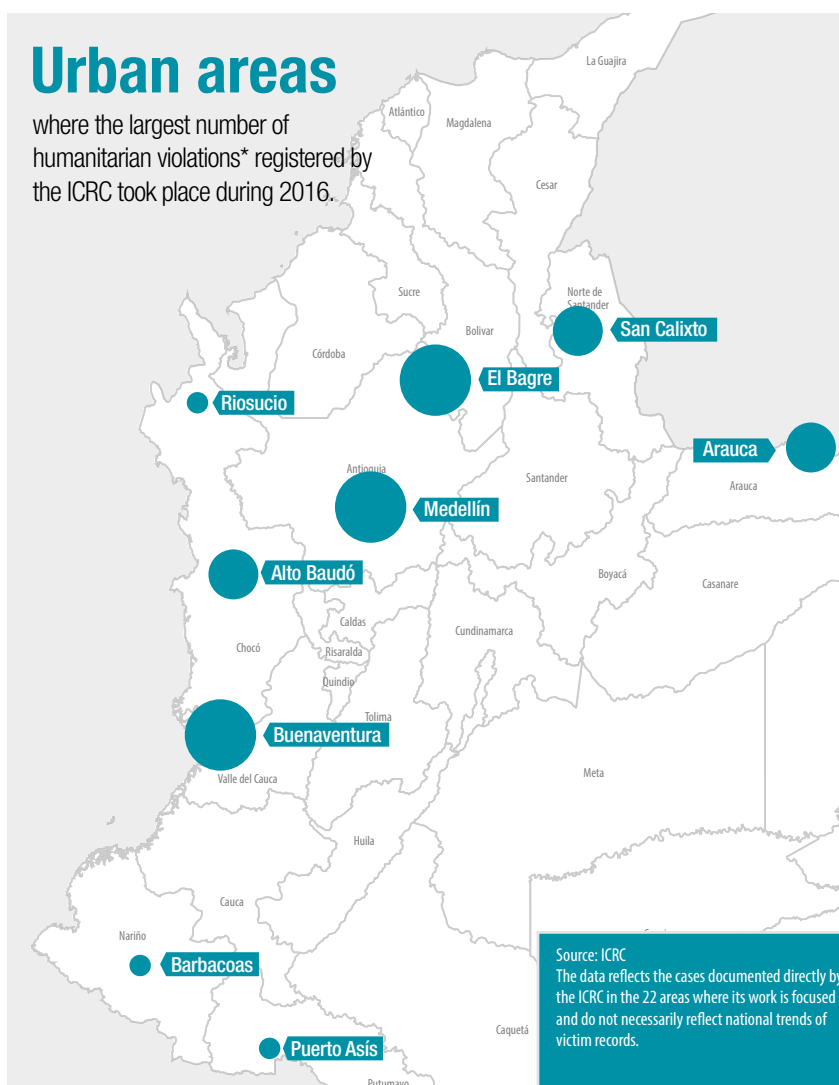 Urban areas
where the largest number of
humanitarian violations* registered by
the ICRC took place during 2016.
La Guajira
Atlántico
Magdalena
Cesar
Sucre
Norte de
Santander
San Calixto
Bolivar
Córdoba
El Bagre
Riosucio
Arauca
Antioquia
Santander
Arauca
Medellín
Alto Baudó
Boyacá
Casanare
Caldas
Cundinamarca
Chocó
Risaralda
Quindio
Tolima
Buenaventura
Meta
Valle del Cauca
Huila
Cauca
Nariño
Barbacoas
Source: ICRC
The data reflects the cases documented directly by
the ICRC in the 22 areas where its work is focused
and do not necessarily reflect national trends of
victim records.
Caquetá
Puerto Asís
Putumayo